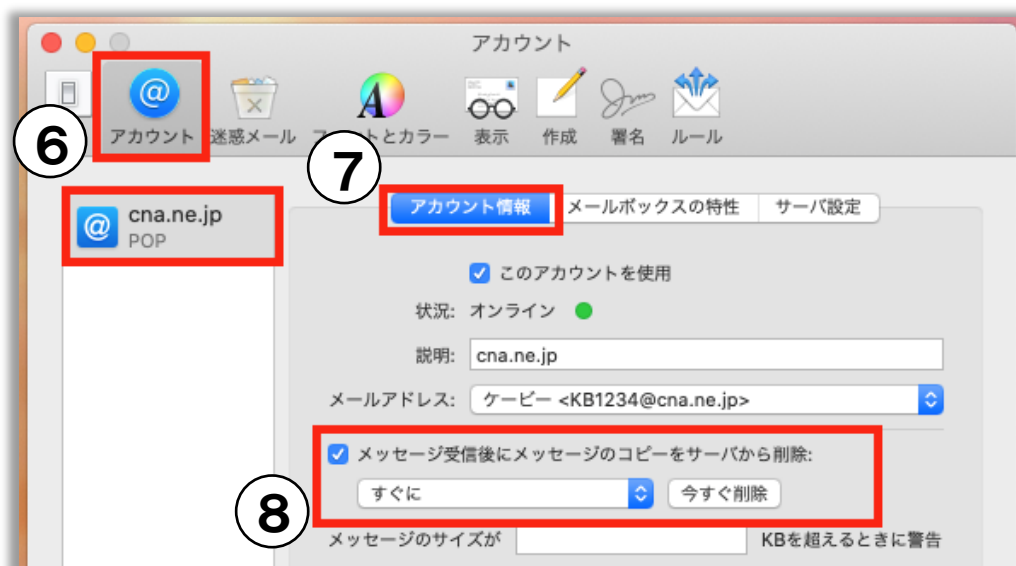 アカウント
アカウント 迷惑メール フォントとカラー 表示 作成 署名 ルール
⑥
⑦
cna.ne.jp
POP
アカウント情報 メールボックスの特性 サーバ設定
このアカウントを使用
状況: オンライン
説明: cna.ne.jp
メールアドレス: ケービー <KB1234@cna.ne.jp>
メッセージ受信後にメッセージのコピーをサーバから削除:
すぐに 今すぐ削除
⑧
メッセージのサイズが KBを超えるときに警告